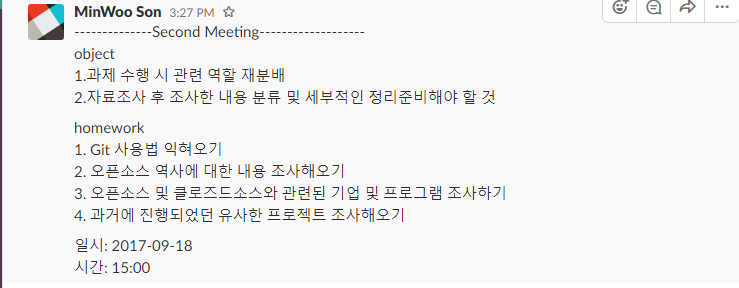 MinWoo Son 3:27 PM
--------------Second Meeting-------------------
object
1.과제 수행 시 관련 역할 재분배
2.자료조사 후 조사한 내용 분류 및 세부적인 정리준비해야 할 것
homework
1. Git 사용법 익혀오기
2. 오픈소스 역사에 대한 내용 조사해오기
3. 오픈소스 및 클로즈드소스와 관련된 기업 및 프로그램 조사하기
4. 과거에 진행되었던 유사한 프로젝트 조사해오기
일시: 2017-09-18
시간: 15:00